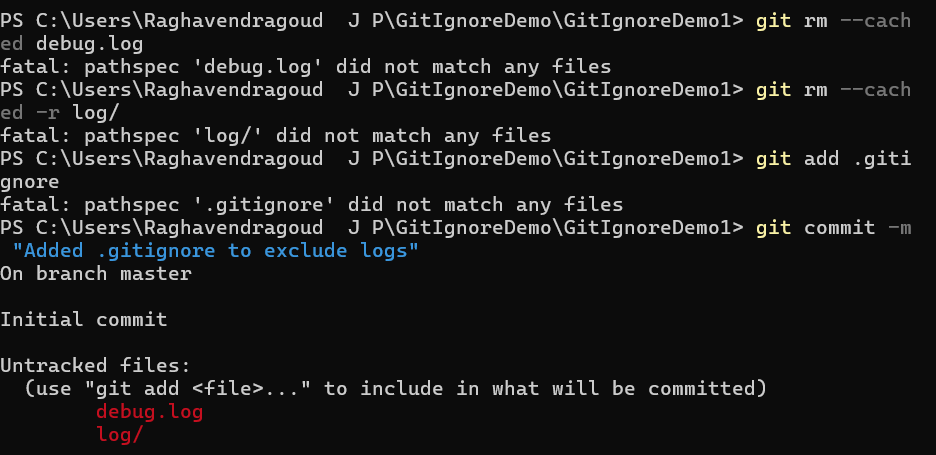 PS C:\Users\Raghavendragoud  J P\GitIgnoreDemo\GitIgnoreDemo1> git rm --cach
ed debug.log
fatal: pathspec 'debug.log' did not match any files
PS C:\Users\Raghavendragoud  J P\GitIgnoreDemo\GitIgnoreDemo1> git rm --cach
ed -r log/
fatal: pathspec 'log/' did not match any files
PS C:\Users\Raghavendragoud  J P\GitIgnoreDemo\GitIgnoreDemo1> git add .giti
gnore
fatal: pathspec '.gitignore' did not match any files
PS C:\Users\Raghavendragoud  J P\GitIgnoreDemo\GitIgnoreDemo1> git commit -m
 "Added .gitignore to exclude logs"
On branch master

Initial commit

Untracked files:
  (use "git add <file>..." to include in what will be committed)
        debug.log
        log/